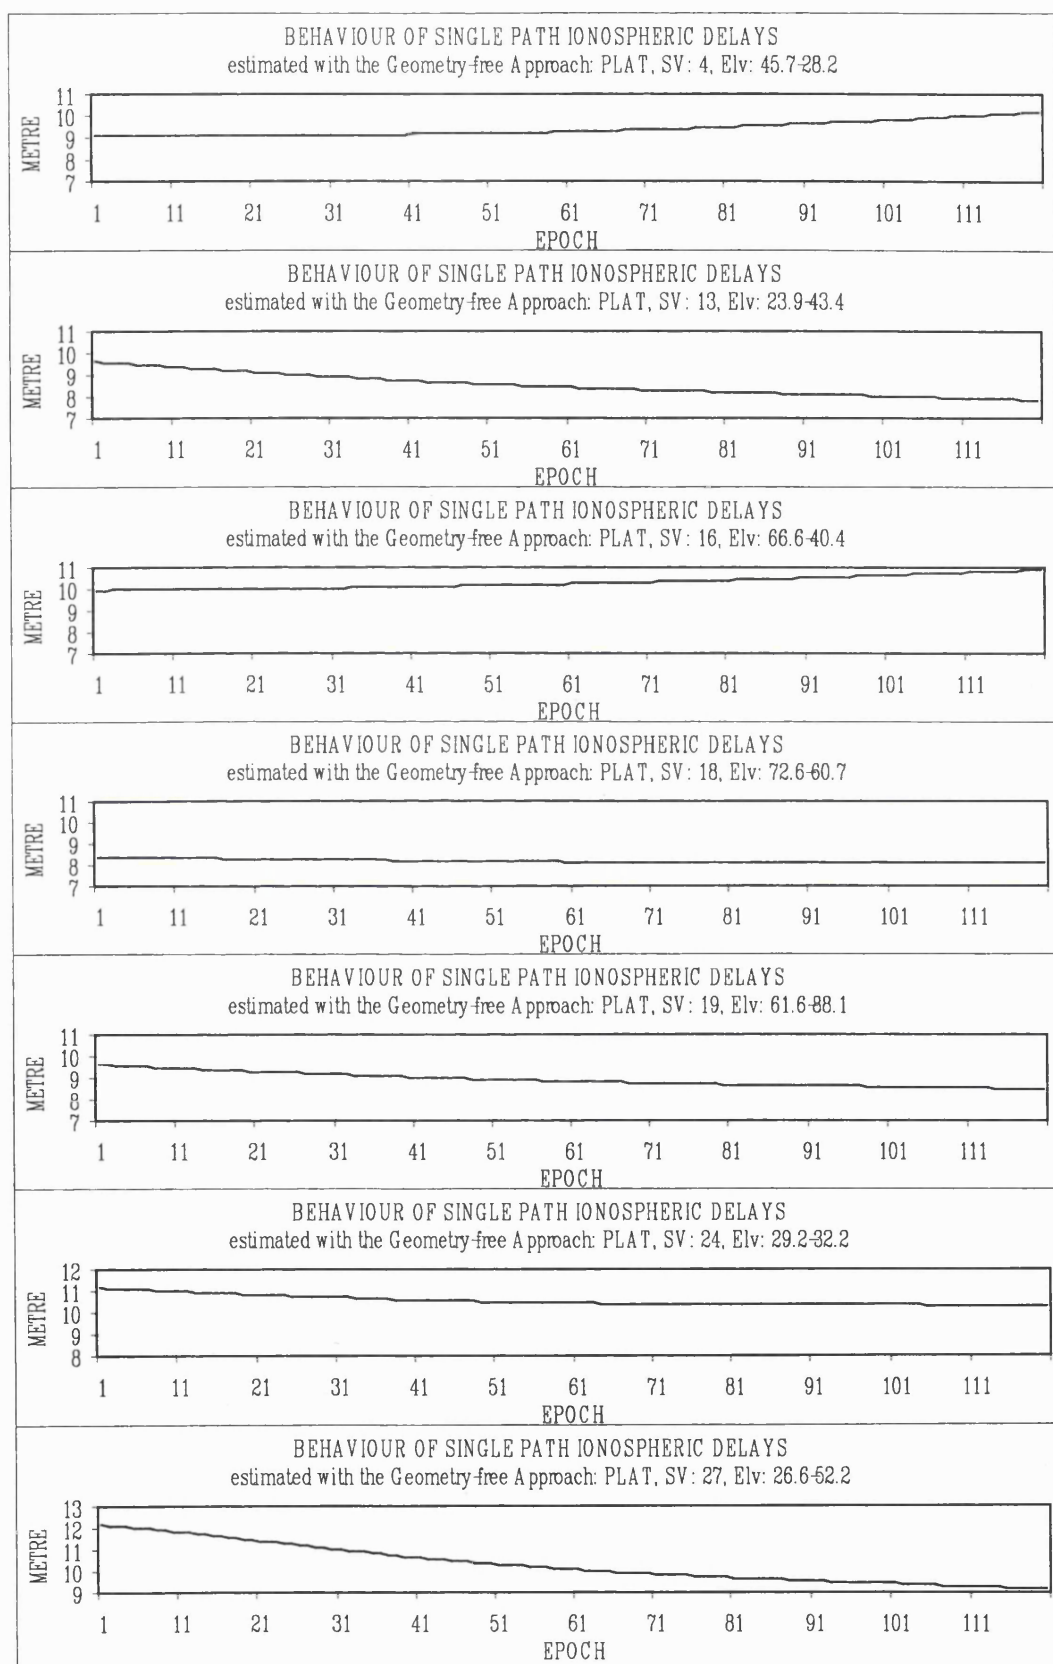 BEHAVIOUR OF SINGLE PATH IONOSPHERIC DELAYS
estimated with the Geometry-free Approach: PLAT, SV: 4, Elv: 45.7-28.2
METRE
11
10
9
8
7
1 11 21 31 41 51 61 71 81 91 101 111
EPOCH
BEHAVIOUR OF SINGLE PATH IONOSPHERIC DELAYS
estimated with the Geometry-free Approach: PLAT, SV: 13, Elv: 23.9-43.4
METRE
11
10
9
8
7
1 11 21 31 41 51 61 71 81 91 101 111
EPOCH
BEHAVIOUR OF SINGLE PATH IONOSPHERIC DELAYS
estimated with the Geometry-free Approach: PLAT, SV: 16, Elv: 66.6-40.4
METRE
11
10
9
8
7
1 11 21 31 41 51 61 71 81 91 101 111
EPOCH
BEHAVIOUR OF SINGLE PATH IONOSPHERIC DELAYS
estimated with the Geometry-free Approach: PLAT, SV: 18, Elv: 72.6-60.7
METRE
11
10
9
8
7
1 11 21 31 41 51 61 71 81 91 101 111
EPOCH
BEHAVIOUR OF SINGLE PATH IONOSPHERIC DELAYS
estimated with the Geometry-free Approach: PLAT, SV: 19, Elv: 61.6-88.1
METRE
11
10
9
8
7
1 11 21 31 41 51 61 71 81 91 101 111
EPOCH
BEHAVIOUR OF SINGLE PATH IONOSPHERIC DELAYS
estimated with the Geometry-free Approach: PLAT, SV: 24, Elv: 29.2-32.2
METRE
12
11
10
9
8
1 11 21 31 41 51 61 71 81 91 101 111
EPOCH
BEHAVIOUR OF SINGLE PATH IONOSPHERIC DELAYS
estimated with the Geometry-free Approach: PLAT, SV: 27, Elv: 26.6-52.2
METRE
13
12
11
10
9
1 11 21 31 41 51 61 71 81 91 101 111
EPOCH